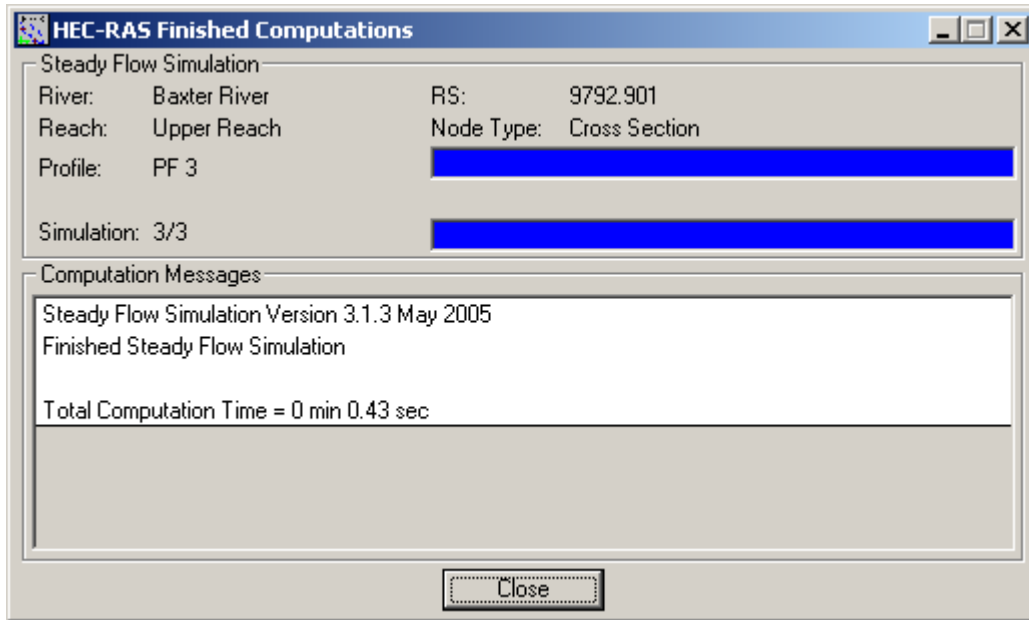 HEC-RAS Finished Computations
Steady Flow Simulation
River: Baxter River RS: 9792.901
Reach: Upper Reach Node Type: Cross Section
Profile: PF 3
Simulation: 3/3
Computation Messages
Steady Flow Simulation Version 3.1.3 May 2005
Finished Steady Flow Simulation
Total Computation Time = 0 min 0.43 sec
Close